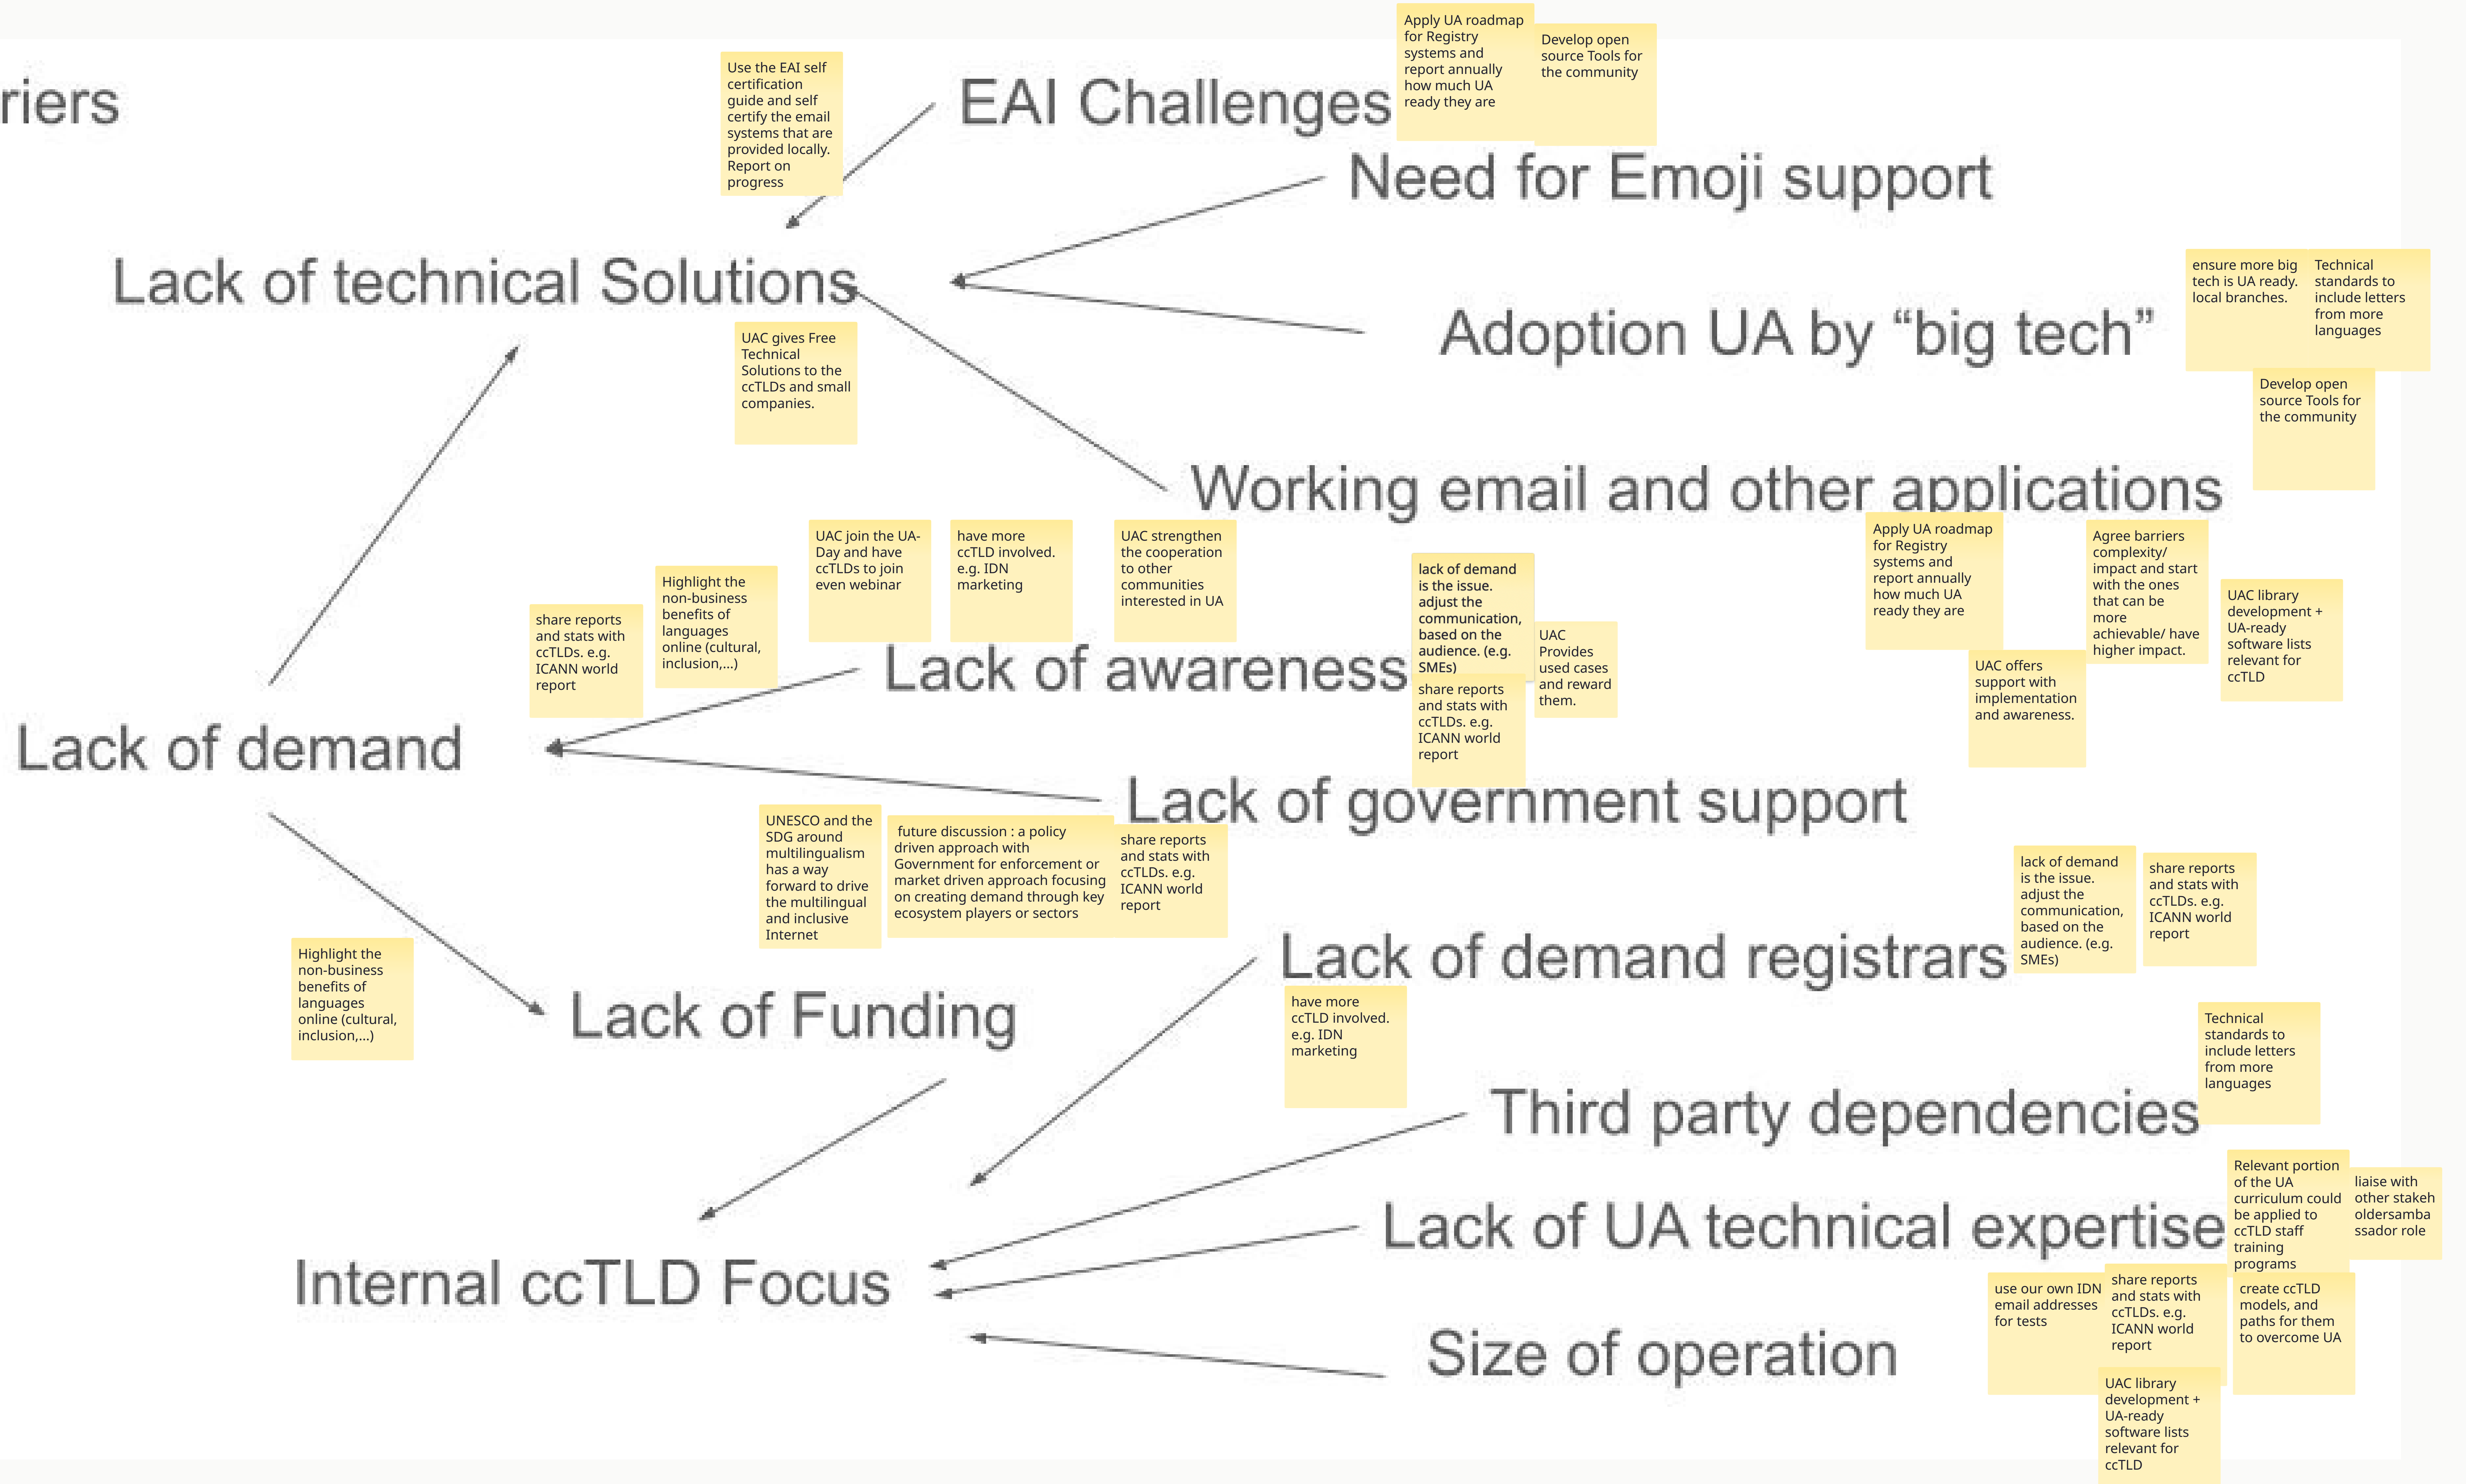 riers
Use the EAI self
certification
guide and self
certify the email
systems that are
provided locally.
Report on
progress
EAI Challenges
Apply UA roadmap
for Registry
systems and
report annually
how much UA
ready they are
Develop open
source Tools for
the community
Need for Emoji support
Lack of technical Solutions
UAC gives Free
Technical
Solutions to the
ccTLDs and small
companies.
Adoption UA by “big tech”
ensure more big
tech is UA ready.
local branches.
Technical
standards to
include letters
from more
languages
Develop open
source Tools for
the community
Working email and other applications
Apply UA roadmap
for Registry
systems and
report annually
how much UA
ready they are
Agree barriers
complexity/
impact and start
with the ones
that can be
more
achievable/ have
higher impact.
UAC library
development +
UA-ready
software lists
relevant for
ccTLD
UAC offers
support with
implementation
and awareness.
share reports
and stats with
ccTLDs. e.g.
ICANN world
report
Highlight the
non-business
benefits of
languages
online (cultural,
inclusion,...)
UAC join the UA-
Day and have
ccTLDs to join
even webinar
have more
ccTLD involved.
e.g. IDN
marketing
UAC strengthen
the cooperation
to other
communities
interested in UA
Lack of awareness
lack of demand
is the issue.
adjust the
communication,
based on the
audience. (e.g.
SMEs)
UAC
Provides
used cases
and reward
them.
share reports
and stats with
ccTLDs. e.g.
ICANN world
report
Lack of demand
Lack of government support
UNESCO and the
SDG around
multilingualism
has a way
forward to drive
the multilingual
and inclusive
Internet
future discussion : a policy
driven approach with
Government for enforcement or
market driven approach focusing
on creating demand through key
ecosystem players or sectors
share reports
and stats with
ccTLDs. e.g.
ICANN world
report
Lack of demand registrars
lack of demand
is the issue.
adjust the
communication,
based on the
audience. (e.g.
SMEs)
share reports
and stats with
ccTLDs. e.g.
ICANN world
report
have more
ccTLD involved.
e.g. IDN
marketing
Highlight the
non-business
benefits of
languages
online (cultural,
inclusion,...)
Lack of Funding
Third party dependencies
Technical
standards to
include letters
from more
languages
Lack of UA technical expertise
Relevant portion
of the UA
curriculum could
be applied to
ccTLD staff
training
programs
liaise with
other stakeh
oldersamba
ssador role
Internal ccTLD Focus
use our own IDN
email addresses
for tests
share reports
and stats with
ccTLDs. e.g.
ICANN world
report
create ccTLD
models, and
paths for them
to overcome UA
Size of operation
UAC library
development +
UA-ready
software lists
relevant for
ccTLD